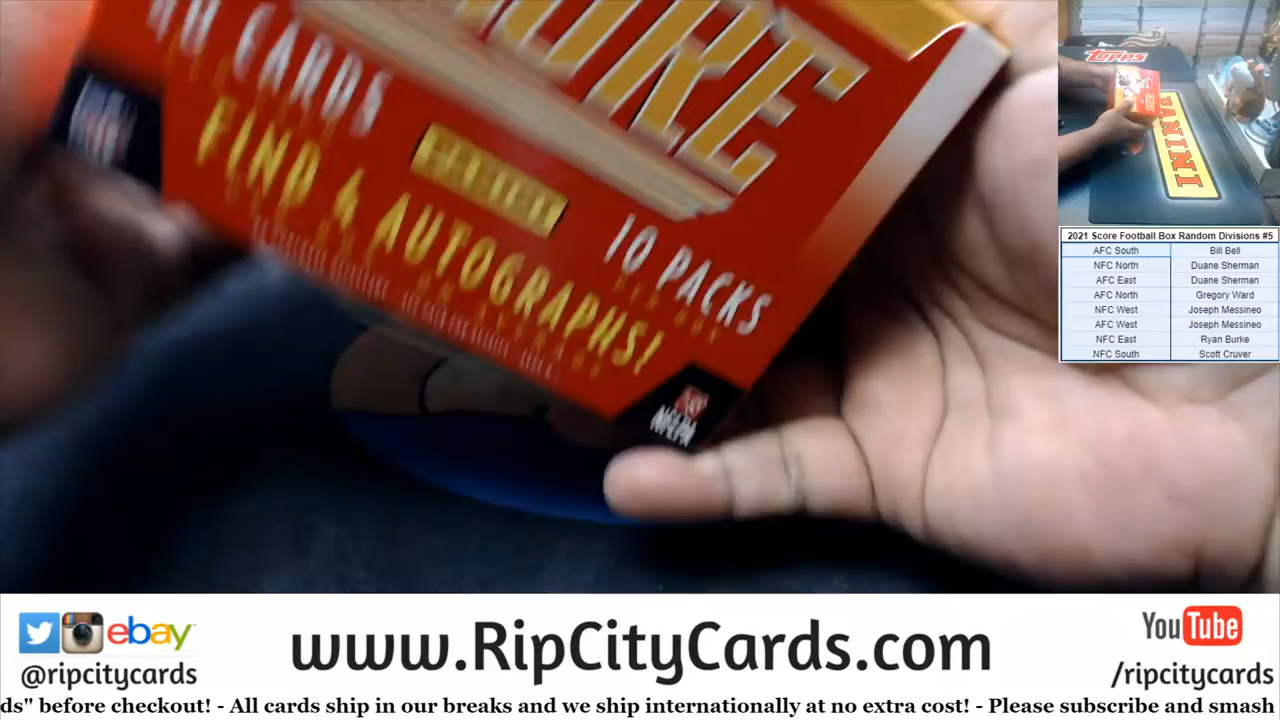 CARDS
10 PACKS
FIND 4 AUTOGRAPHS!
NFLPA
TOPPS
PANINI
2021 Score Football Box Random Divisions #5
AFC South Bill Bell
NFC North Duane Sherman
AFC East Duane Sherman
AFC North Gregory Ward
NFC West Joseph Messineo
AFC West Joseph Messineo
NFC East Ryan Burke
NFC South Scott Cruver
ebay
@ripcitycards
www.RipCityCards.com
YouTube
/ripcitycards
ds" before checkout! - All cards ship in our breaks and we ship internationally at no extra cost! - Please subscribe and smash